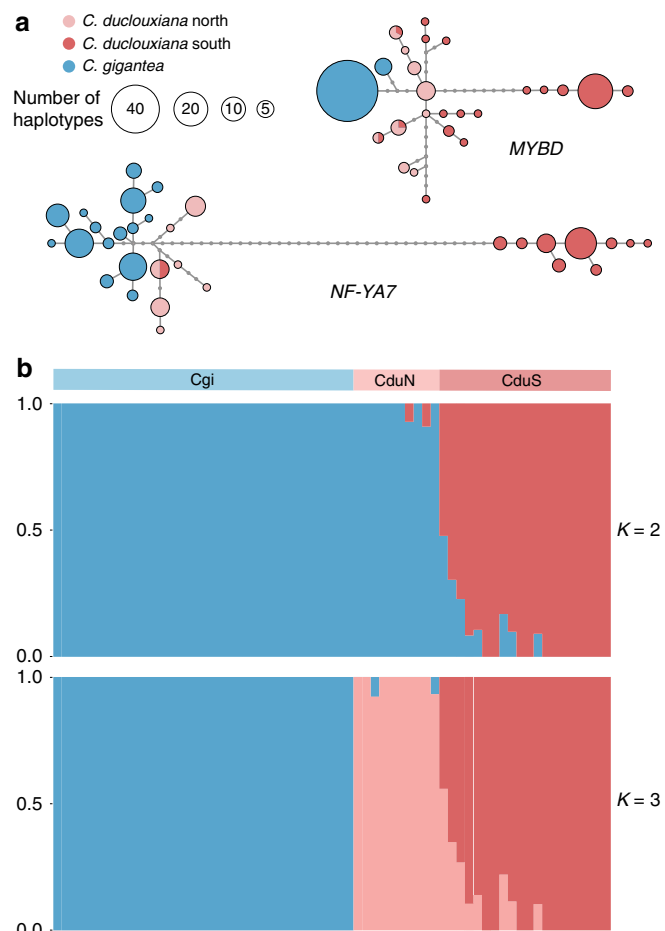 a
C. duclouxiana north
C. duclouxiana south
C. gigantea
Number of
haplotypes
40
20
10
5
MYBD
NF-YA7
b
Cgi
CduN
CduS
1.0
0.5
K = 2
0.0
1.0
0.5
K = 3
0.0